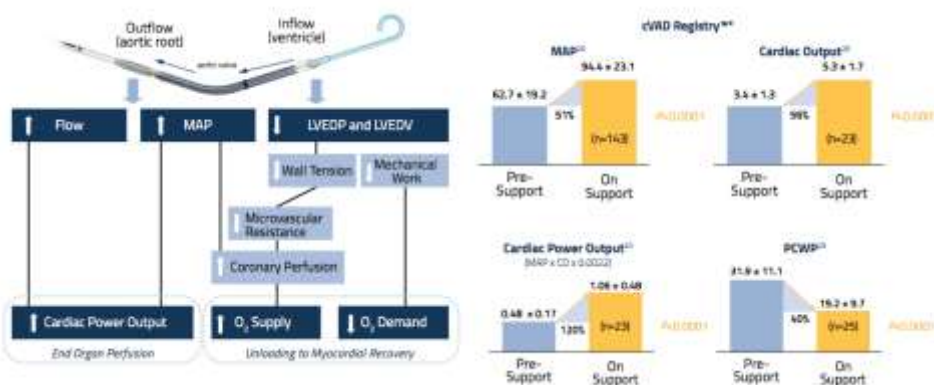 Outflow
(aortic root)
Inflow
(ventricle)
aortic valve
Flow
MAP
LVEDP and LVEDV
Wall Tension
Mechanical
Work
Microvascular
Resistance
Coronary Perfusion
Cardiac Power Output
O₂ Supply
O₂ Demand
End Organ Perfusion
Unloading to Myocardial Recovery
cVAD Registry
MAP
62.7 ± 19.2
94.4 ± 23.1
51%
(n=143)
P<0.0001
Pre-
Support
On
Support
Cardiac Output
3.4 ± 1.3
5.3 ± 1.7
56%
(n=23)
P<0.0001
Pre-
Support
On
Support
Cardiac Power Output
(MAP x CO x 0.0022)
0.48 ± 0.17
1.06 ± 0.48
120%
(n=23)
P<0.0001
Pre-
Support
On
Support
PCWP
31.9 ± 11.1
19.2 ± 9.7
40%
(n=25)
P<0.0001
Pre-
Support
On
Support